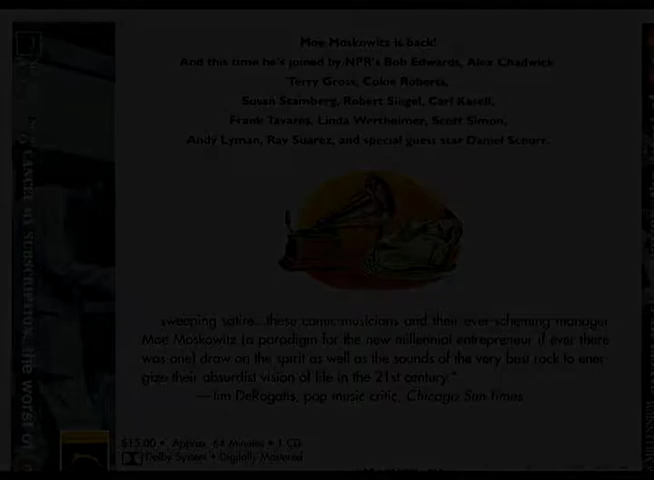 Moe Moskowitz is back!
And this time he's joined by NPR's Bob Edwards, Alex Chadwick
Terry Gross, Cokie Roberts,
Susan Stamberg, Robert Siegel, Carl Kasell,
Frank Tavares, Linda Wertheimer, Scott Simon,
Andy Lyman, Ray Suarez, and special guest star Daniel Schorr.
sweeping satire...these comic musicians and their ever-scheming manager
Moe Moskowitz (a paradigm for the new millennial entrepreneur if ever there
was one) draw on the spirit as well as the sounds of the very best rock to ener-
gize their absurdist vision of life in the 21st century."
—Jim DeRogatis, pop music critic, Chicago Sun-Times
$15.00 • Approx. 64 Minutes • 1 CD
Dolby System • Digitally Mastered
the worst of